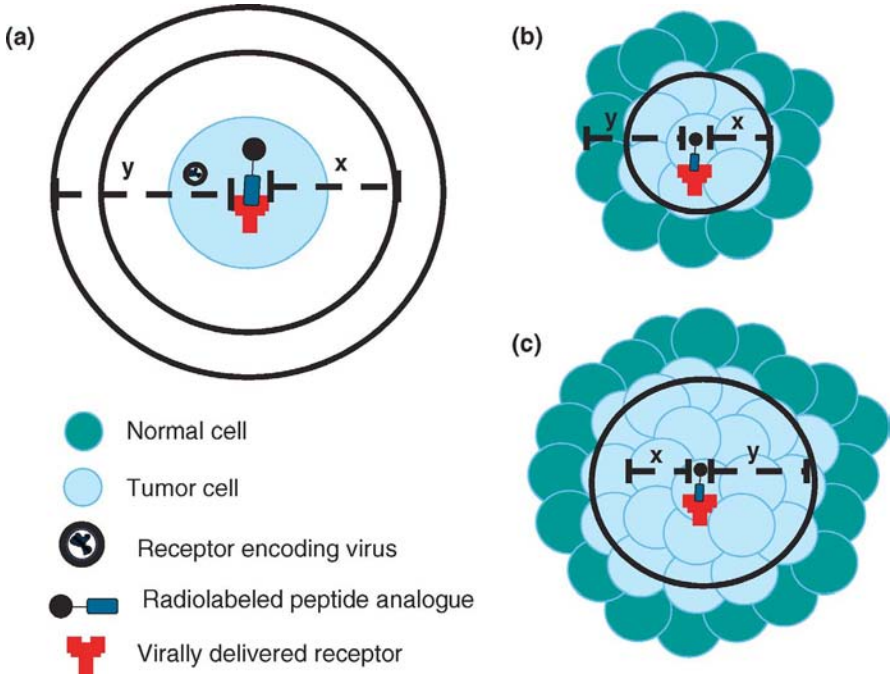 (a)
y
x
(b)
y
x
(c)
x
y
Normal cell
Tumor cell
Receptor encoding virus
Radiolabeled peptide analogue
Virally delivered receptor